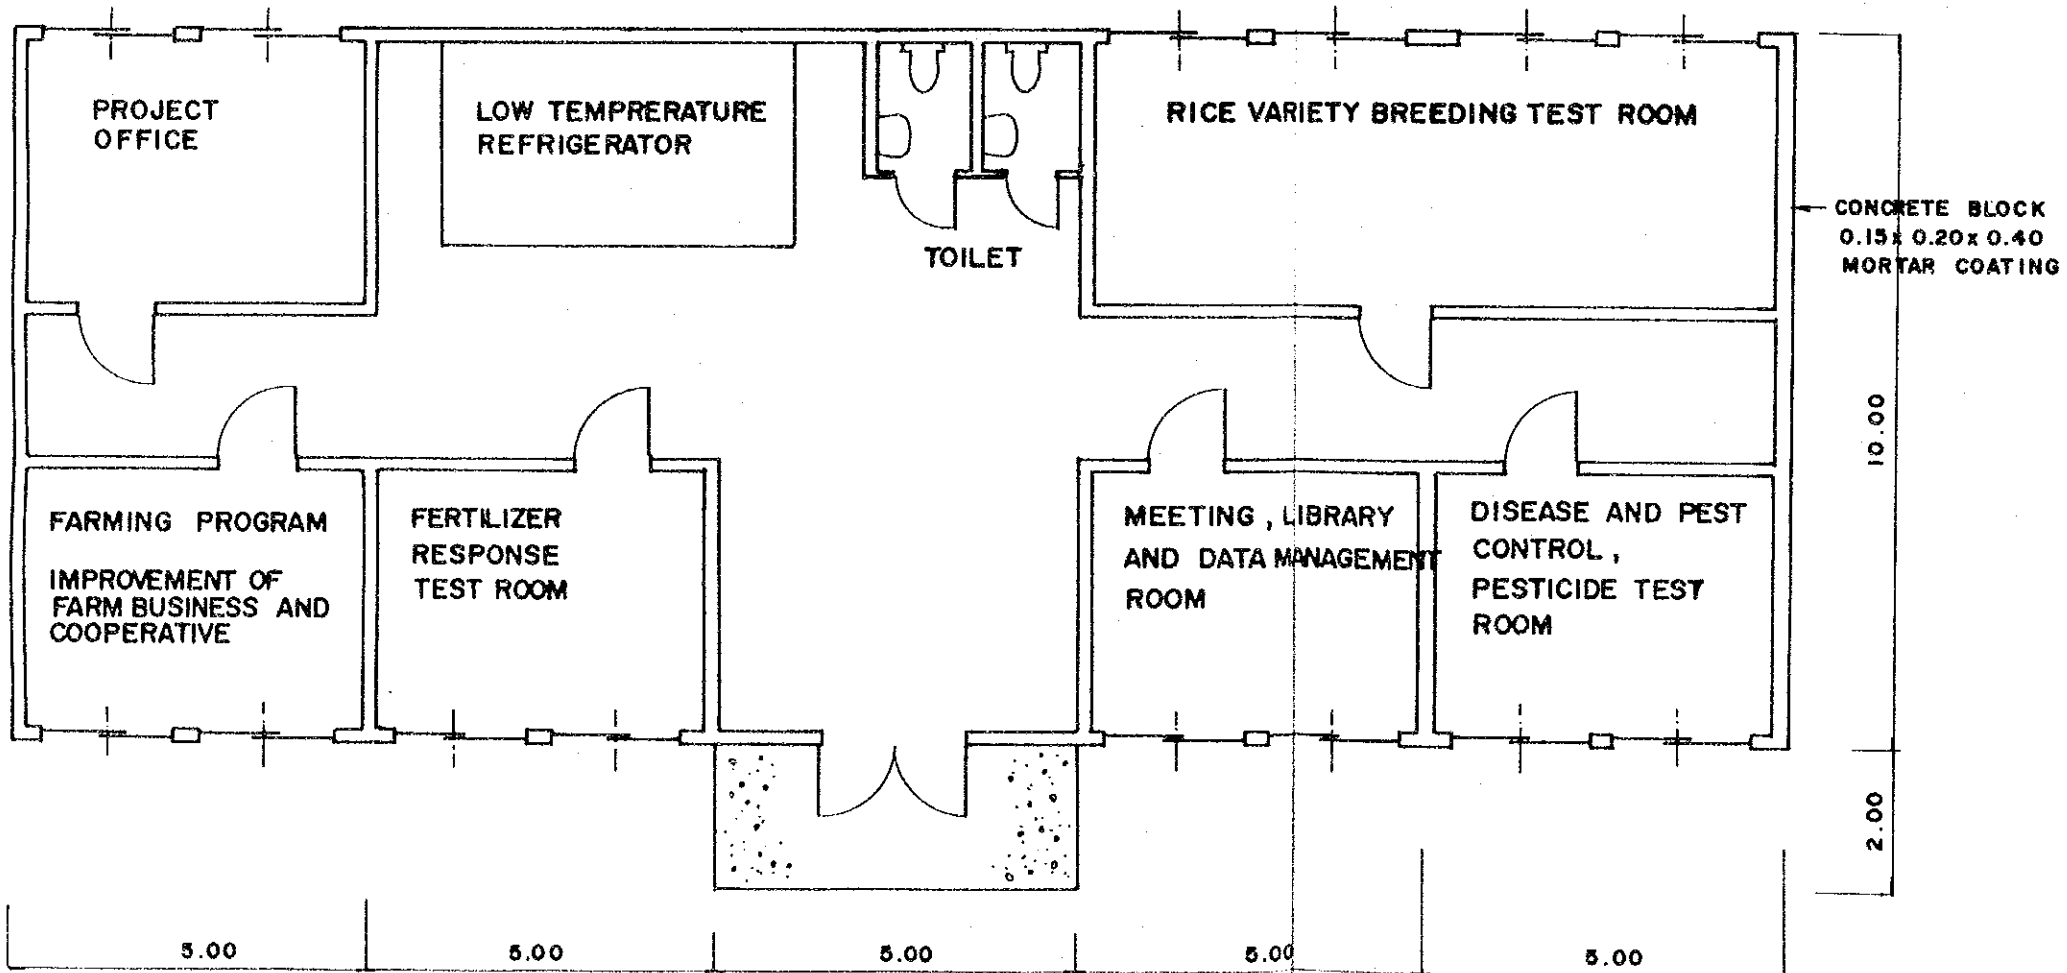 PROJECT
OFFICE
LOW TEMPRERATURE
REFRIGERATOR
RICE VARIETY BREEDING TEST ROOM
CONCRETE BLOCK
0.15x 0.20x 0.40
MORTAR COATING
TOILET
10.00
FARMING PROGRAM
IMPROVEMENT OF
FARM BUSINESS AND
COOPERATIVE
FERTILIZER
RESPONSE
TEST ROOM
MEETING, LIBRARY
AND DATA MANAGEMENT
ROOM
DISEASE AND PEST
CONTROL,
PESTICIDE TEST
ROOM
2.00
5.00
5.00
5.00
5.00
5.00